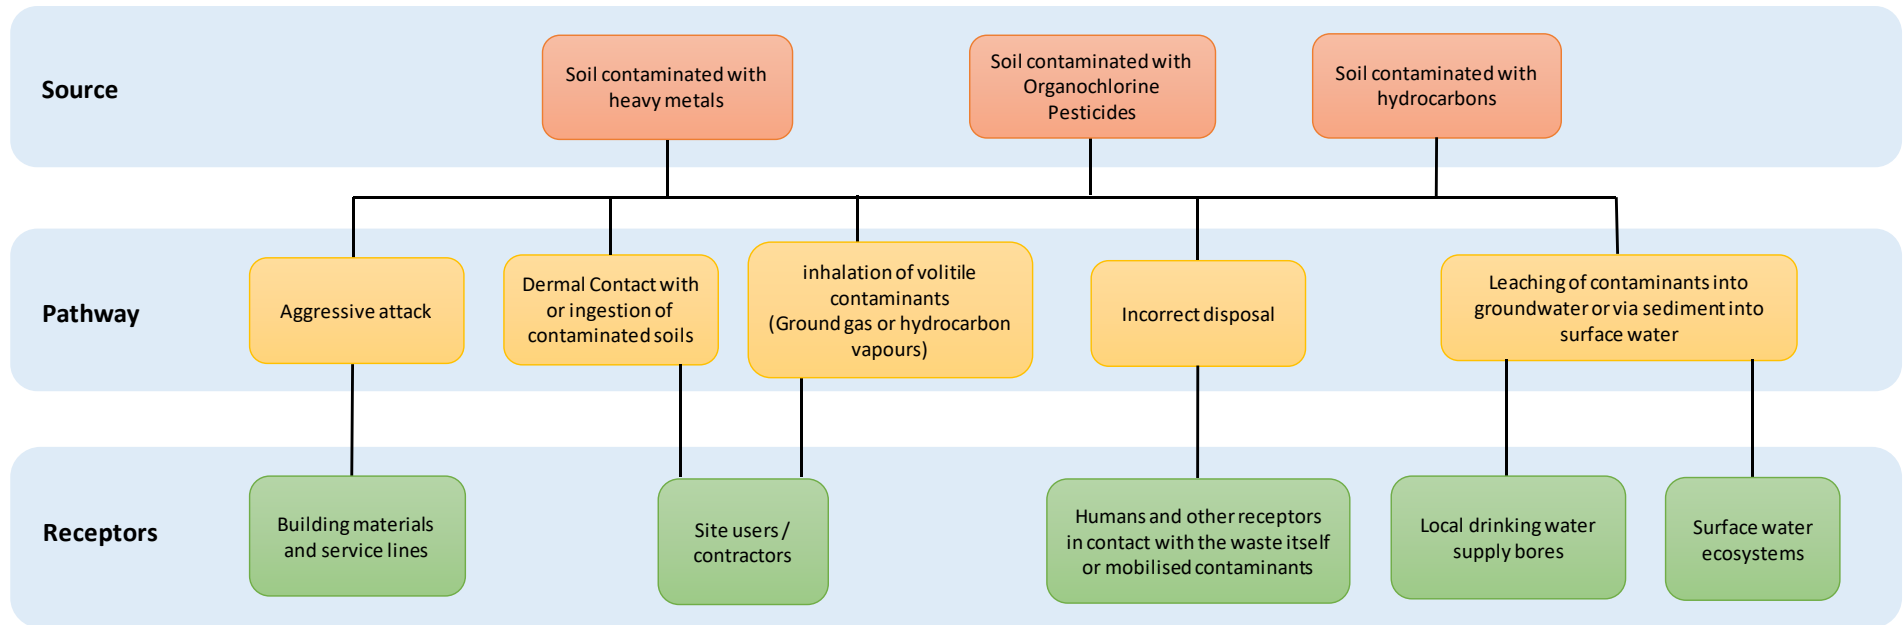 Source
Soil contaminated with
heavy metals
Soil contaminated with
Organochlorine
Pesticides
Soil contaminated with
hydrocarbons
Pathway
Aggressive attack
Dermal Contact with
or ingestion of
contaminated soils
inhalation of volitile
contaminants
(Ground gas or hydrocarbon
vapours)
Incorrect disposal
Leaching of contaminants into
groundwater or via sediment into
surface water
Receptors
Building materials
and service lines
Site users /
contractors
Humans and other receptors
in contact with the waste itself
or mobilised contaminants
Local drinking water
supply bores
Surface water
ecosystems